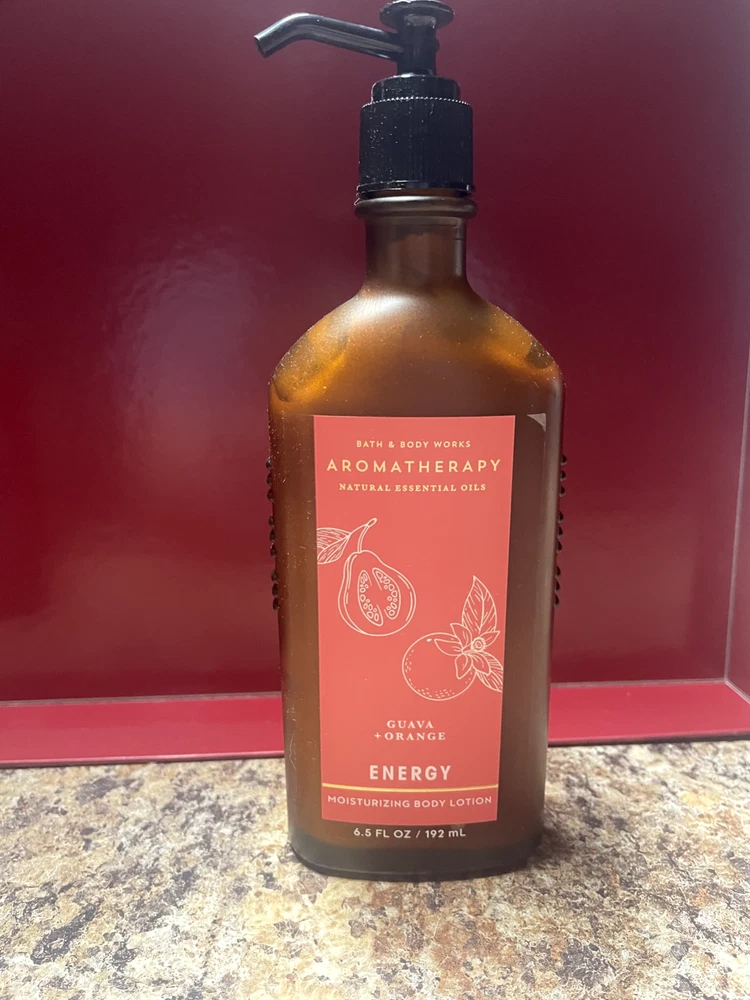 BATH & BODY WORKS
AROMATHERAPY
NATURAL ESSENTIAL OILS
GUAVA
+ORANGE
ENERGY
MOISTURIZING BODY LOTION
6.5 FL OZ / 192 mL